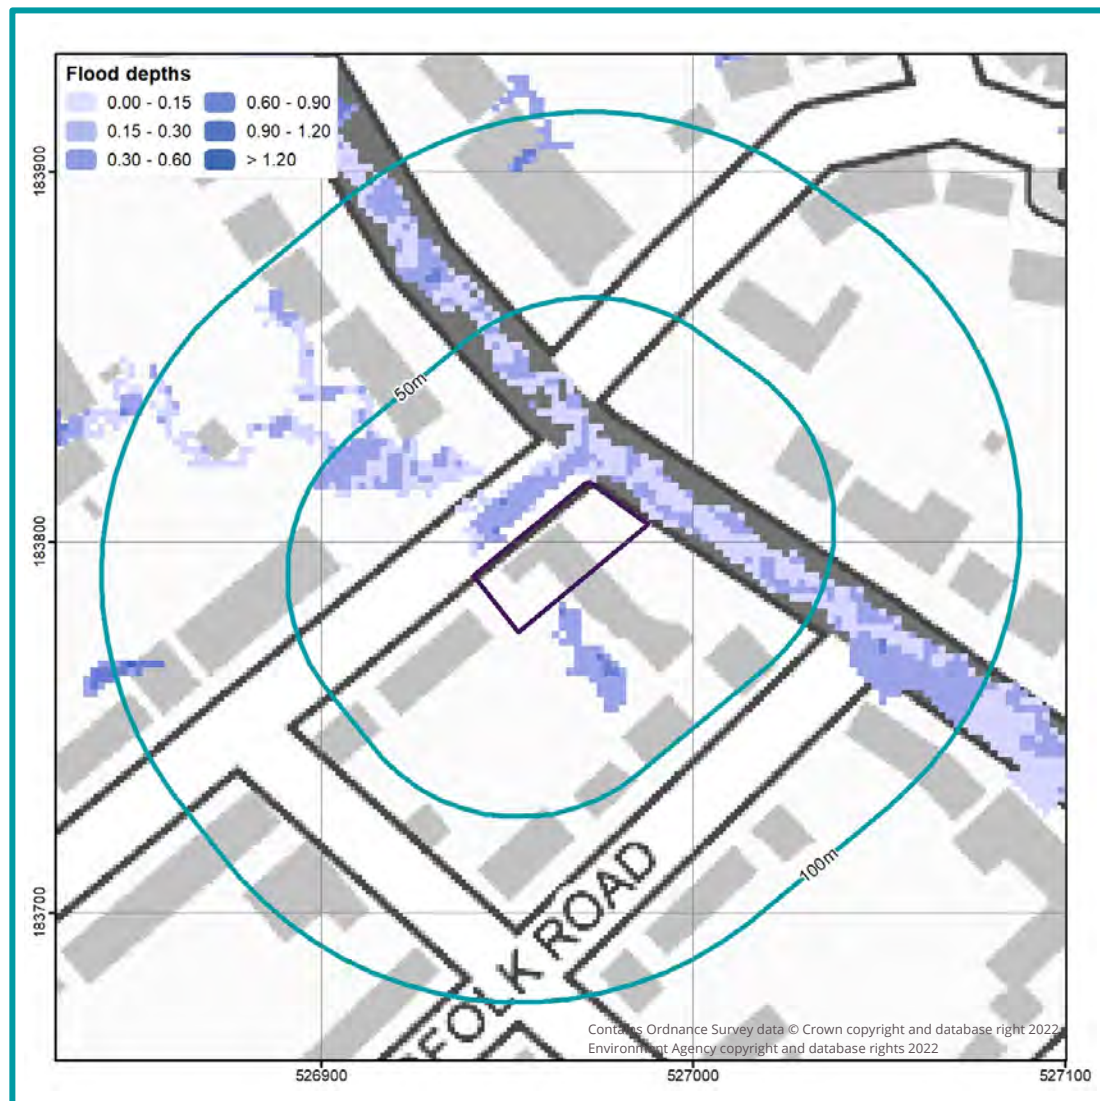 Flood depths
0.00 - 0.15
0.60 - 0.90
0.15 - 0.30
0.90 - 1.20
0.30 - 0.60
> 1.20
183900
50m
183800
100m
183700
FOLK ROAD
Contains Ordnance Survey data © Crown copyright and database right 2022
Environment Agency copyright and database rights 2022
526900
527000
527100